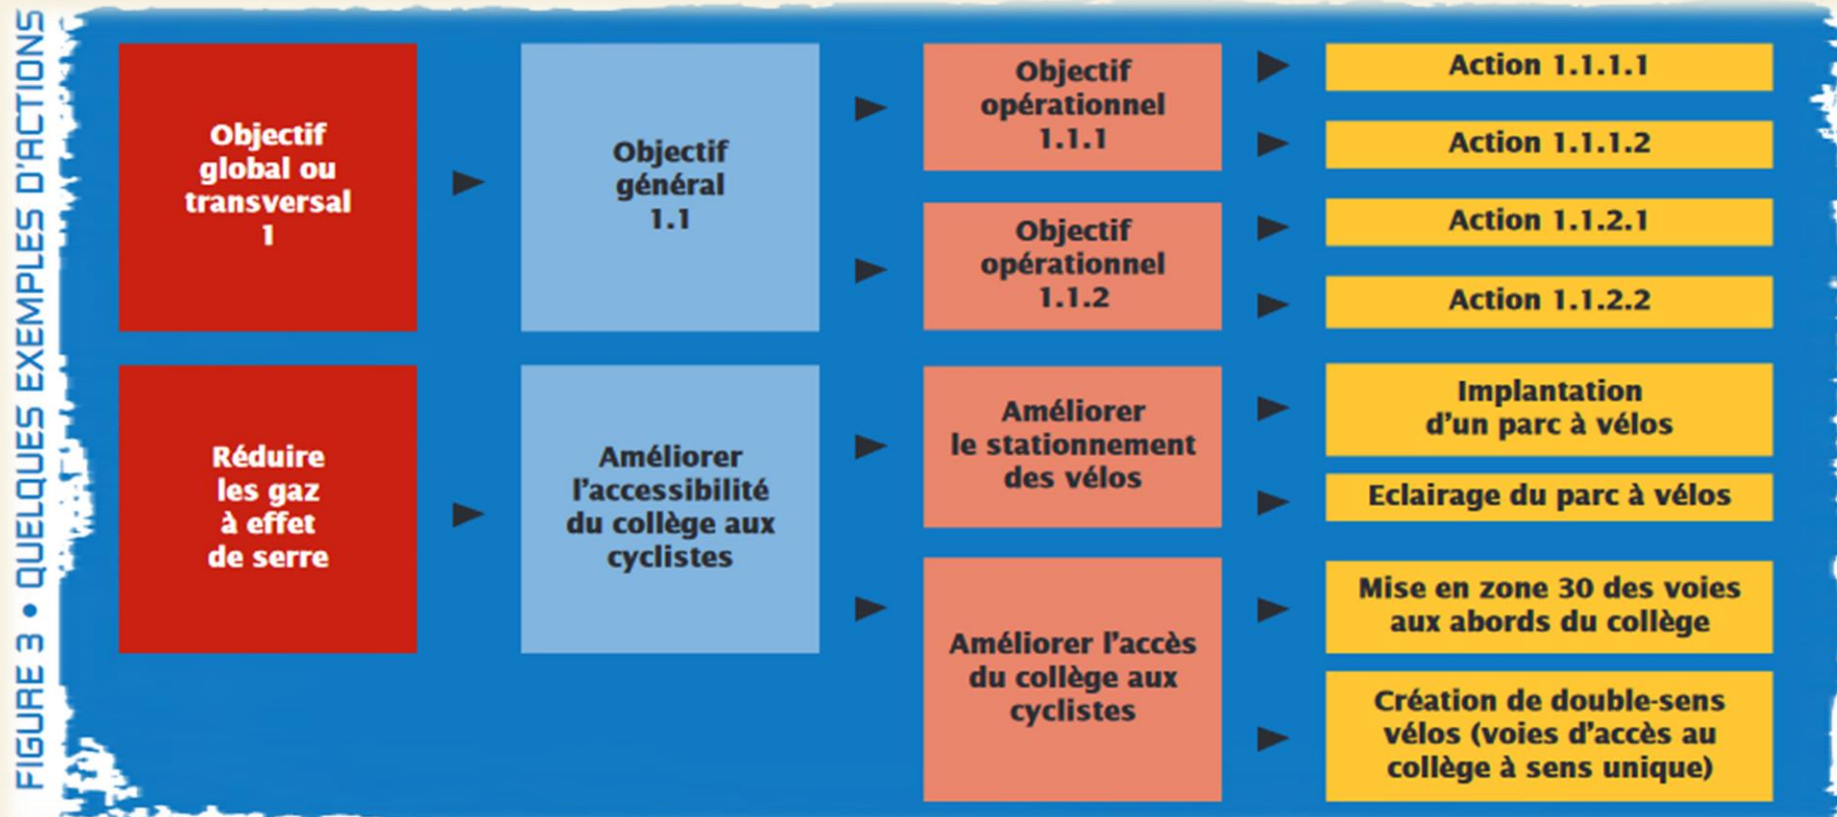 FIGURE 3 • QUELQUES EXEMPLES D'ACTIONS
Objectif
global ou
transversal
1
Objectif
général
1.1
Objectif
opérationnel
1.1.1
Action 1.1.1.1
Action 1.1.1.2
Objectif
opérationnel
1.1.2
Action 1.1.2.1
Action 1.1.2.2
Réduire
les gaz
à effet
de serre
Améliorer
l'accessibilité
du collège aux
cyclistes
Améliorer
le stationnement
des vélos
Implantation
d'un parc à vélos
Eclairage du parc à vélos
Améliorer l'accès
du collège aux
cyclistes
Mise en zone 30 des voies
aux abords du collège
Création de double-sens
vélos (voies d'accès au
collège à sens unique)